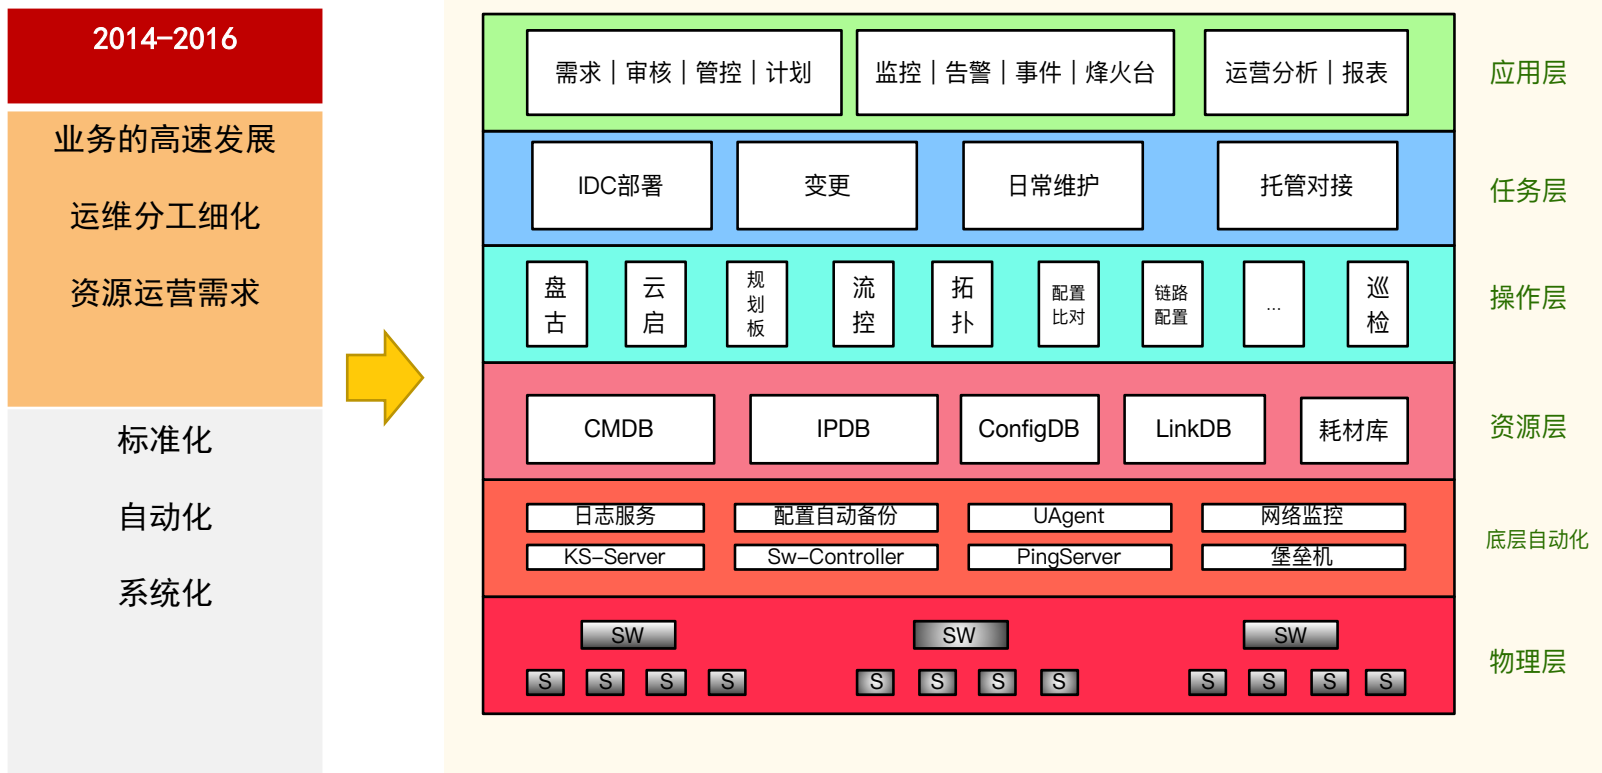 2014-2016
业务的高速发展
运维分工细化
资源运营需求
标准化
自动化
系统化
需求｜审核｜管控｜计划
监控｜告警｜事件｜烽火台
运营分析｜报表
应用层
IDC部署
变更
日常维护
托管对接
任务层
盘
古
云
启
规
划
板
流
控
拓
扑
配置
比对
链路
配置
...
巡
检
操作层
CMDB
IPDB
ConfigDB
LinkDB
耗材库
资源层
日志服务
配置自动备份
UAgent
网络监控
KS-Server
Sw-Controller
PingServer
堡垒机
底层自动化
SW
SW
SW
S
S
S
S
S
S
S
S
S
S
S
S
物理层